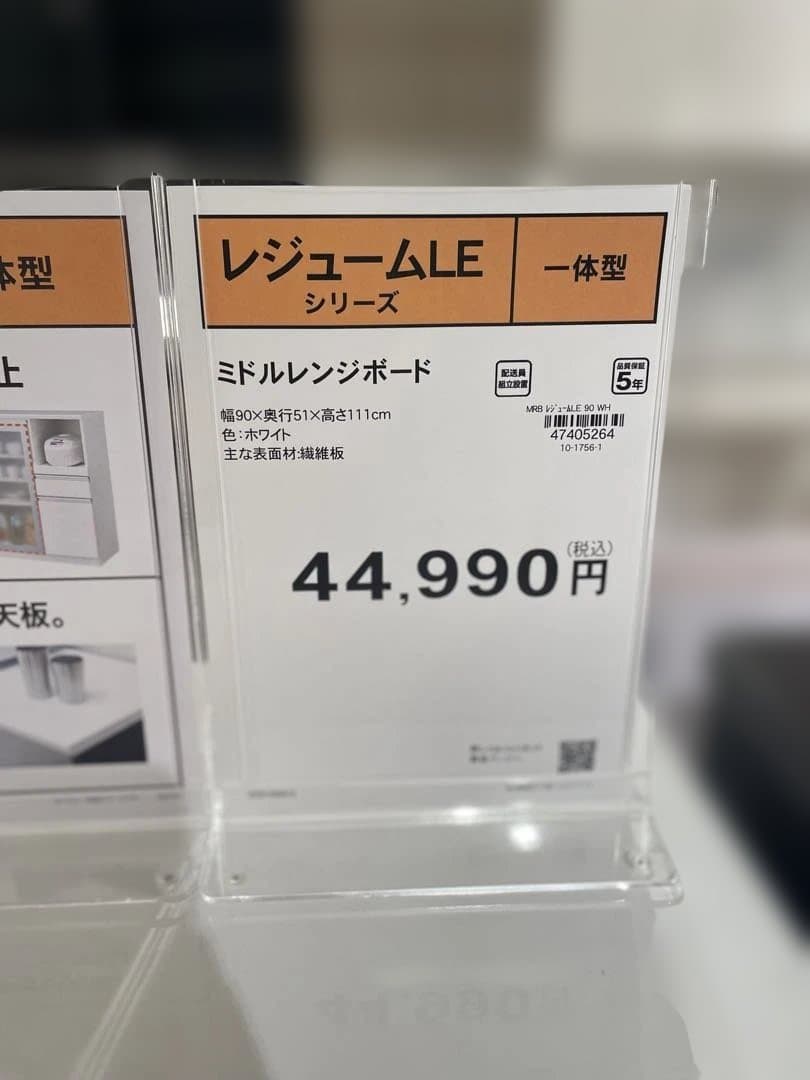 体型
上
天板。
レジュームLE
シリーズ
一体型
ミドルレンジボード
配送員
組立設置
品質保証
5年
幅90×奥行51×高さ111cm
色:ホワイト
主な表面材:繊維板
MRB ﾚｼﾞｭｰﾑLE 90 WH
47405264
10-1756-1
44,990円
(税込)